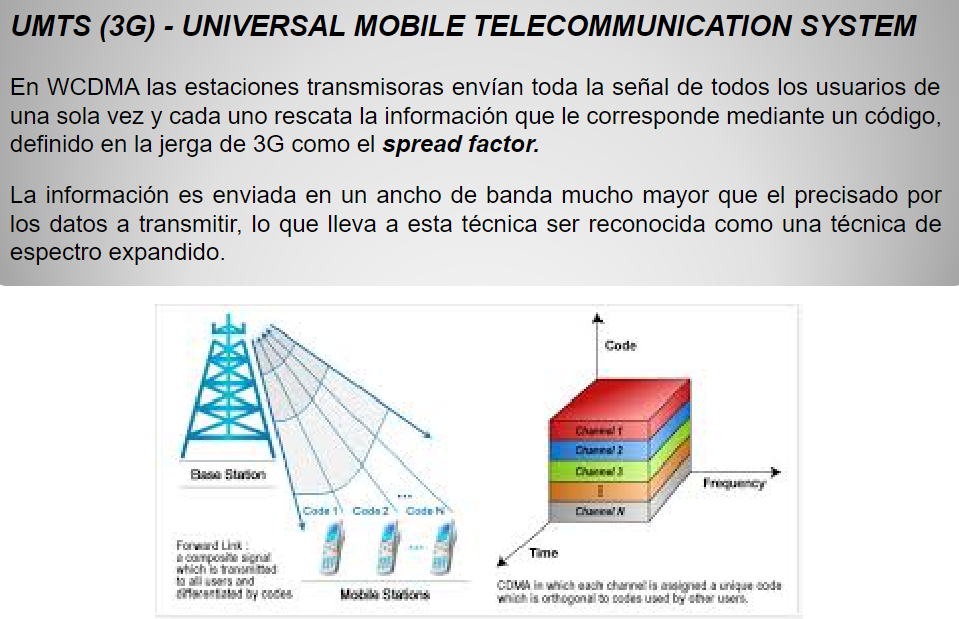 UMTS (3G) - UNIVERSAL MOBILE TELECOMMUNICATION SYSTEM
En WCDMA las estaciones transmisoras envían toda la señal de todos los usuarios de
una sola vez y cada uno rescata la información que le corresponde mediante un código,
definido en la jerga de 3G como el spread factor.
La información es enviada en un ancho de banda mucho mayor que el precisado por
los datos a transmitir, lo que lleva a esta técnica ser reconocida como una técnica de
espectro expandido.
Base Station
Code 1 Code 2 ... Code N
...
Forward Link :
a composite signal
which is transmitted
to all users and
differentiated by codes
Mobile Stations
Code
Channel 1
Channel 2
Channel 3
Channel N
Frequency
Time
CDMA in which each channel is assigned a unique code
which is orthogonal to codes used by other users.